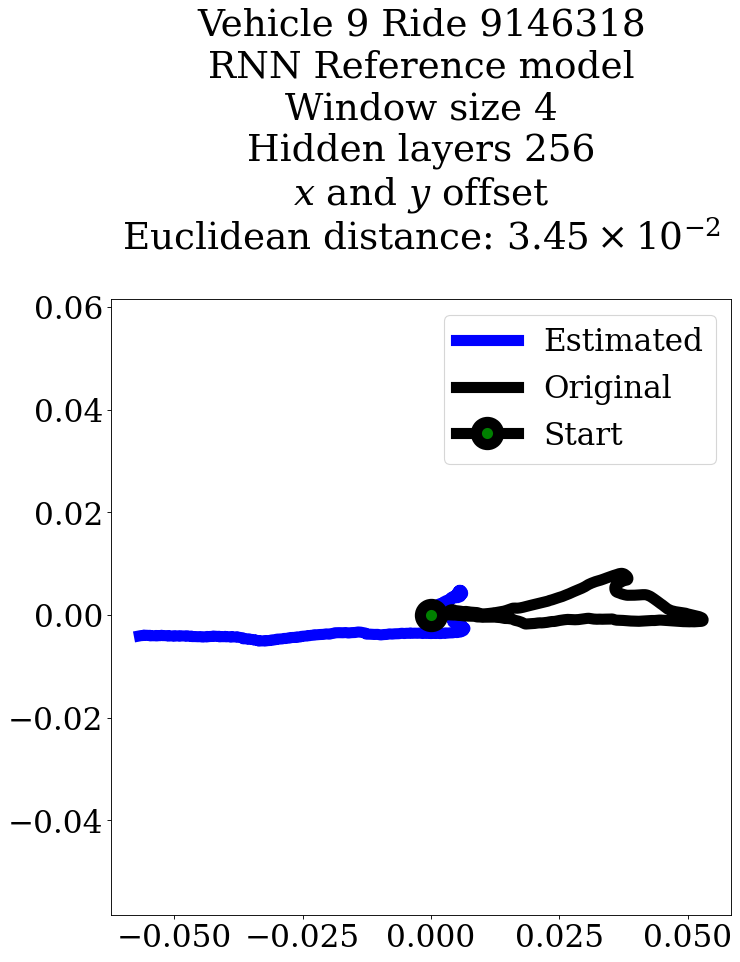 Vehicle 9 Ride 9146318
RNN Reference model
Window size 4
Hidden layers 256
x and y offset
Euclidean distance: 3.45 × 10⁻²
0.06
Estimated
Original
Start
0.04
0.02
0.00
−0.02
−0.04
−0.050 −0.025 0.000 0.025 0.050